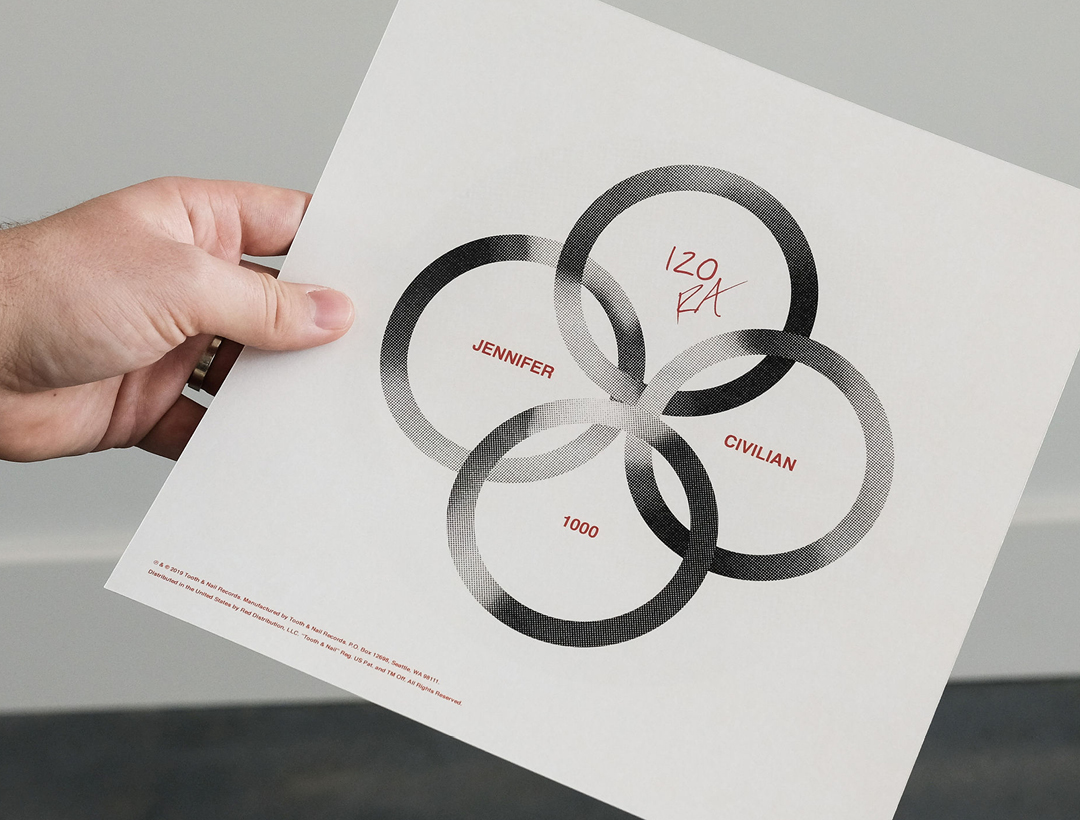 120
RA
JENNIFER
CIVILIAN
1000
℗ & © 2019 Tooth & Nail Records. Manufactured by Tooth & Nail Records. P.O. Box 12698, Seattle, WA 98111.
Distributed in the United States by Red Distribution, LLC. "Tooth & Nail" Reg. US Pat. and TM Off. All Rights Reserved.